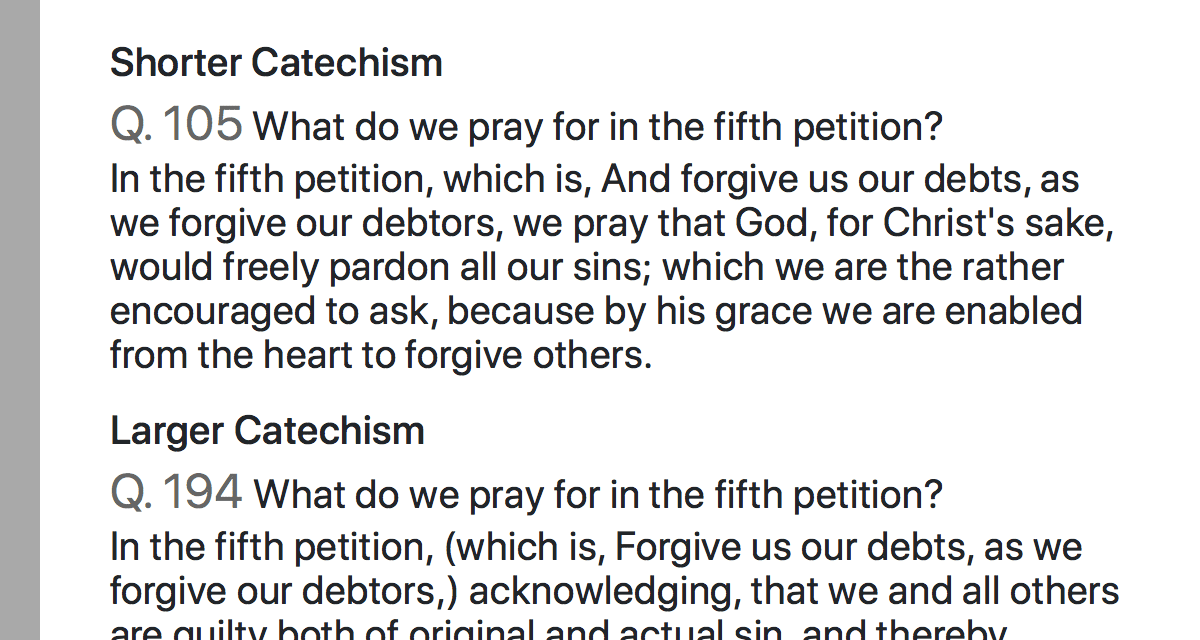 Shorter Catechism
Q. 105 What do we pray for in the fifth petition?
In the fifth petition, which is, And forgive us our debts, as
we forgive our debtors, we pray that God, for Christ's sake,
would freely pardon all our sins; which we are the rather
encouraged to ask, because by his grace we are enabled
from the heart to forgive others.
Larger Catechism
Q. 194 What do we pray for in the fifth petition?
In the fifth petition, (which is, Forgive us our debts, as we
forgive our debtors,) acknowledging, that we and all others
are guilty both of original and actual sin, and thereby